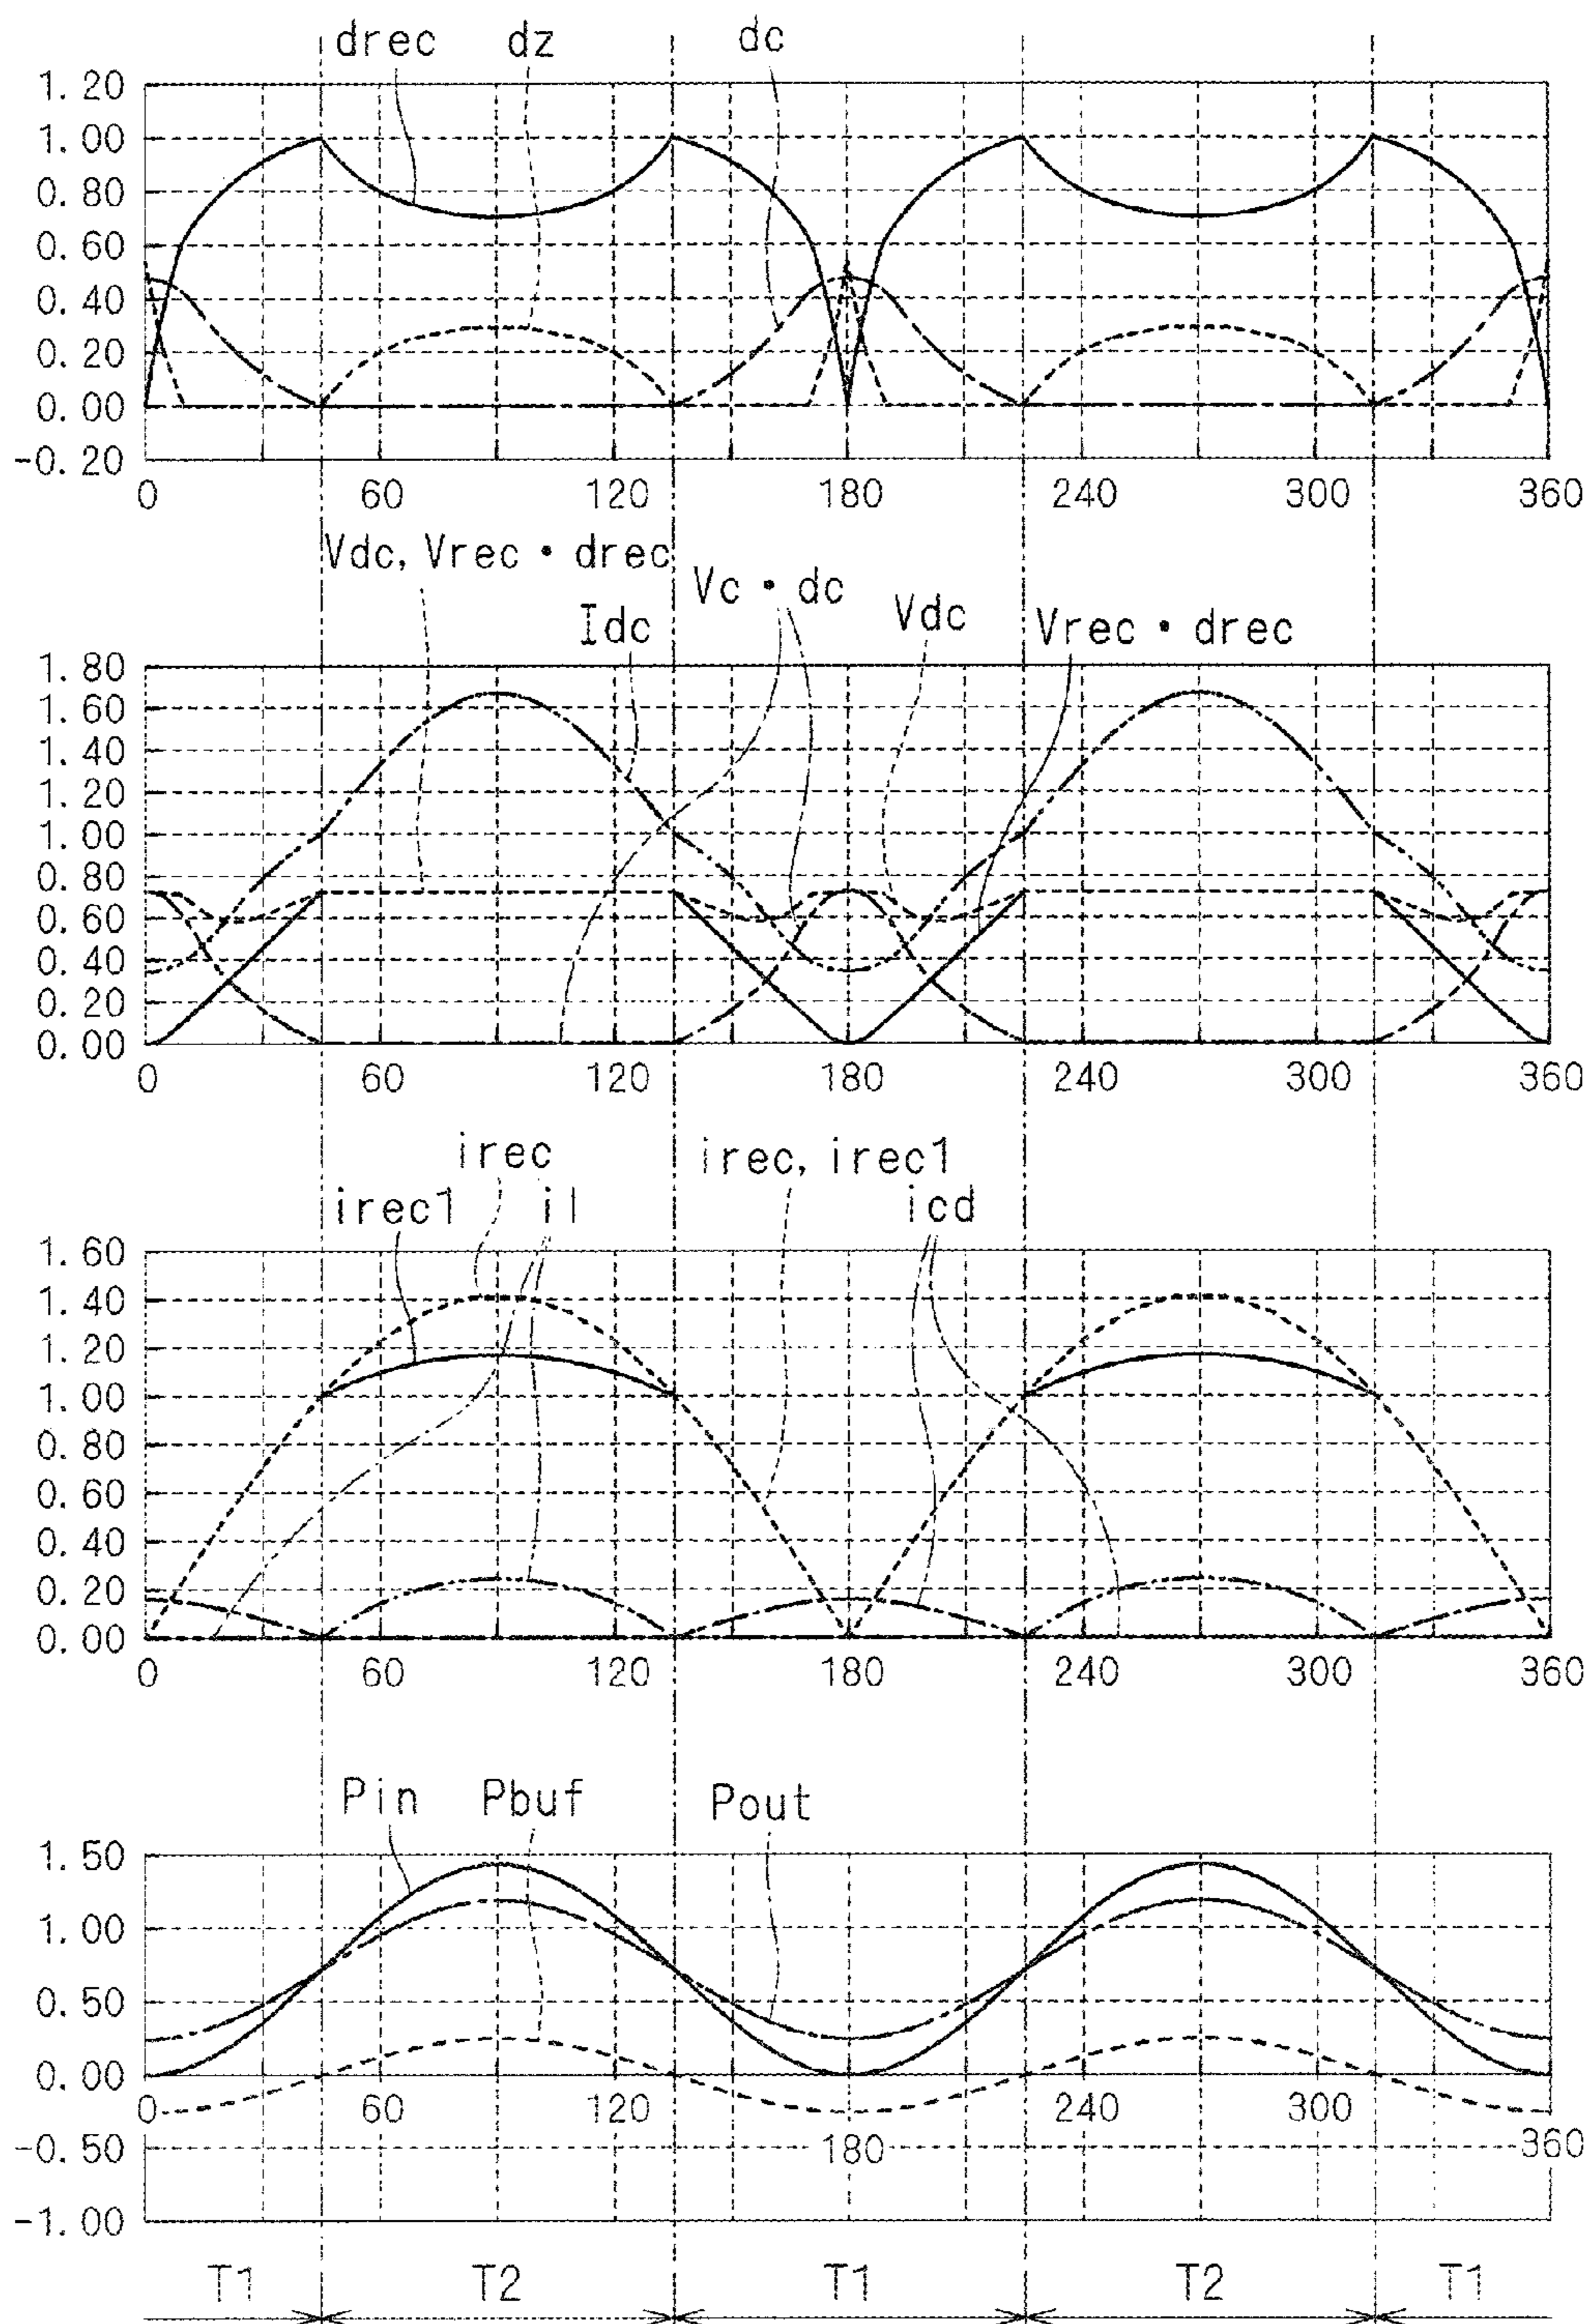 drec dz dc
1.20
1.00
0.80
0.60
0.40
0.20
0.00
-0.20
0 60 120 180 240 300 360
Vdc, Vrec・drec
Vc・dc
Idc Vdc Vrec・drec
1.80
1.60
1.40
1.20
1.00
0.80
0.60
0.40
0.20
0.00
0 60 120 180 240 300 360
irec irec, irec1
irec1 il icd
1.60
1.40
1.20
1.00
0.80
0.60
0.40
0.20
0.00
0 60 120 180 240 300 360
Pin Pbuf Pout
1.50
1.00
0.50
0.00
0 60 120 240 300
-0.50 180 360
-1.00
T1 T2 T1 T2 T1